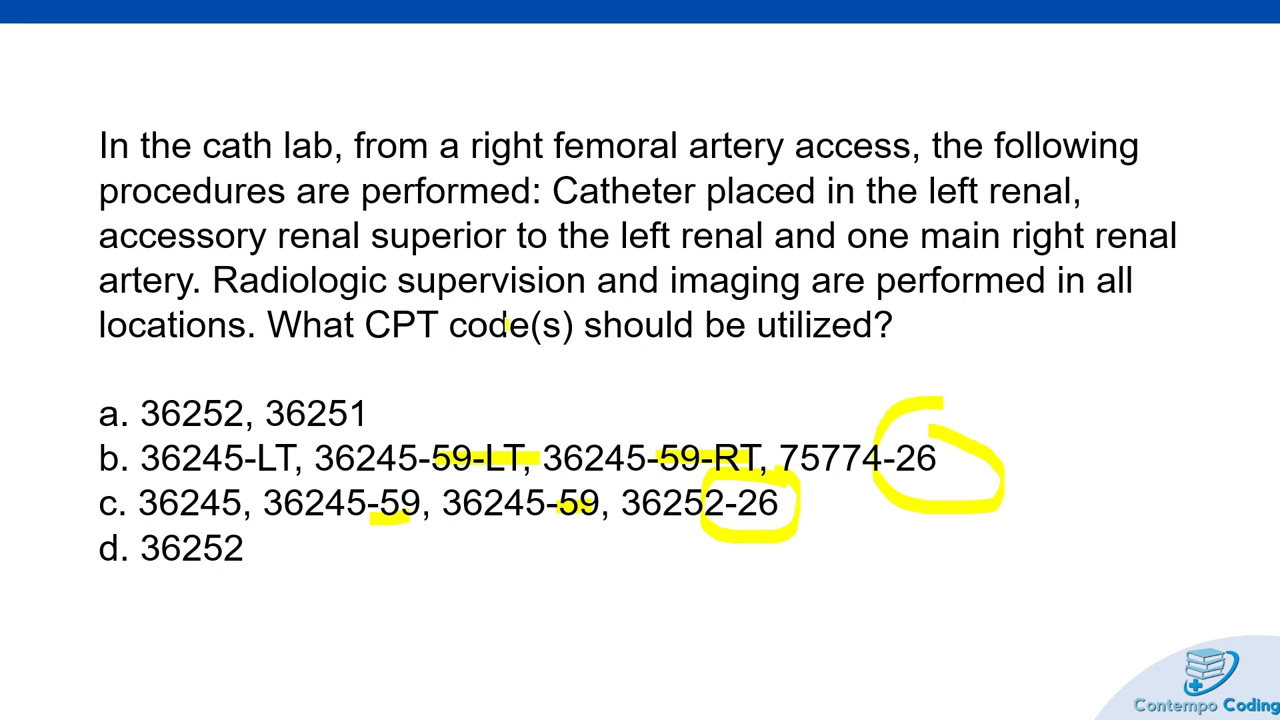 In the cath lab, from a right femoral artery access, the following
procedures are performed: Catheter placed in the left renal,
accessory renal superior to the left renal and one main right renal
artery. Radiologic supervision and imaging are performed in all
locations. What CPT code(s) should be utilized?
a. 36252, 36251
b. 36245-LT, 36245-59-LT, 36245-59-RT, 75774-26
c. 36245, 36245-59, 36245-59, 36252-26
d. 36252
Contempo Coding